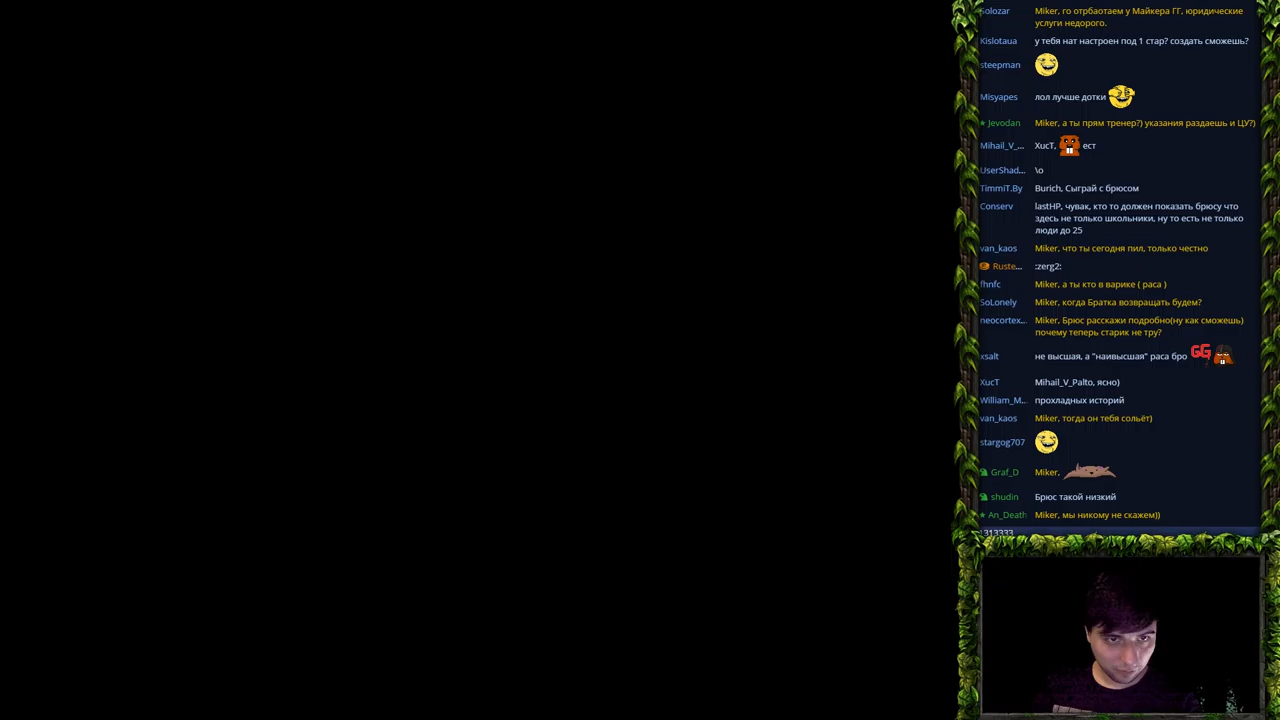 Solozar Miker, го отрбаотаем у Майкера ГГ, юридические
услуги недорого.
Kislotaua у тебя нат настроен под 1 стар? создать сможешь?
steepman
Misyapes лол лучше дотки
Jevodan Miker, а ты прям тренер?) указания раздаешь и ЦУ?)
Mihail_V_... XucT, ест
UserShad... \o
TimmiT.By Burich, Сыграй с брюсом
Conserv lastHP, чувак, кто то должен показать брюсу что
здесь не только школьники, ну то есть не только
люди до 25
van_kaos Miker, что ты сегодня пил, только честно
Ruste... :zerg2:
fhnfc Miker, а ты кто в варике ( раса )
SoLonely Miker, когда Братка возвращать будем?
neocortex... Miker, Брюс расскажи подробно(ну как сможешь)
почему теперь старик не тру?
xsalt не высшая, а "наивысшая" раса бро GG
XucT Mihail_V_Palto, ясно)
William_M... прохладных историй
van_kaos Miker, тогда он тебя сольёт)
stargog707
Graf_D Miker,
shudin Брюс такой низкий
An_Death Miker, мы никому не скажем))